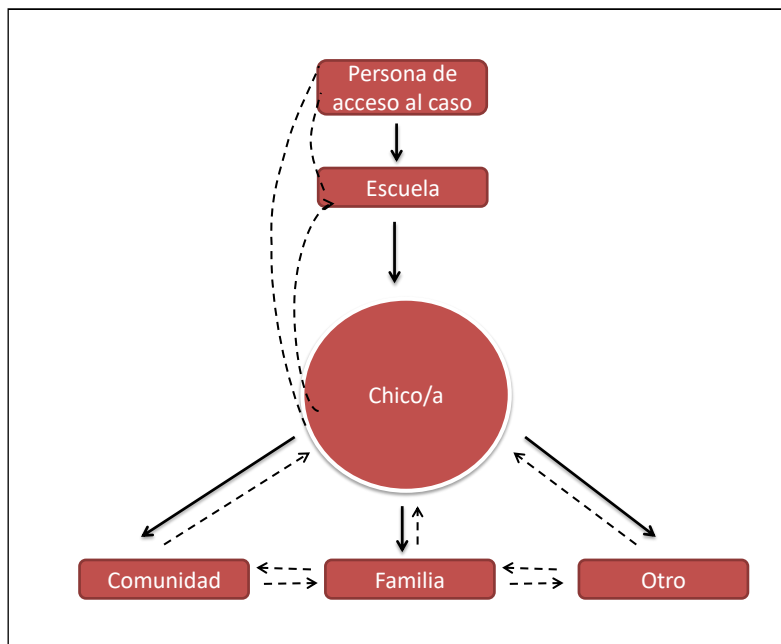 Persona de
acceso al caso
Escuela
Chico/a
Comunidad
Familia
Otro